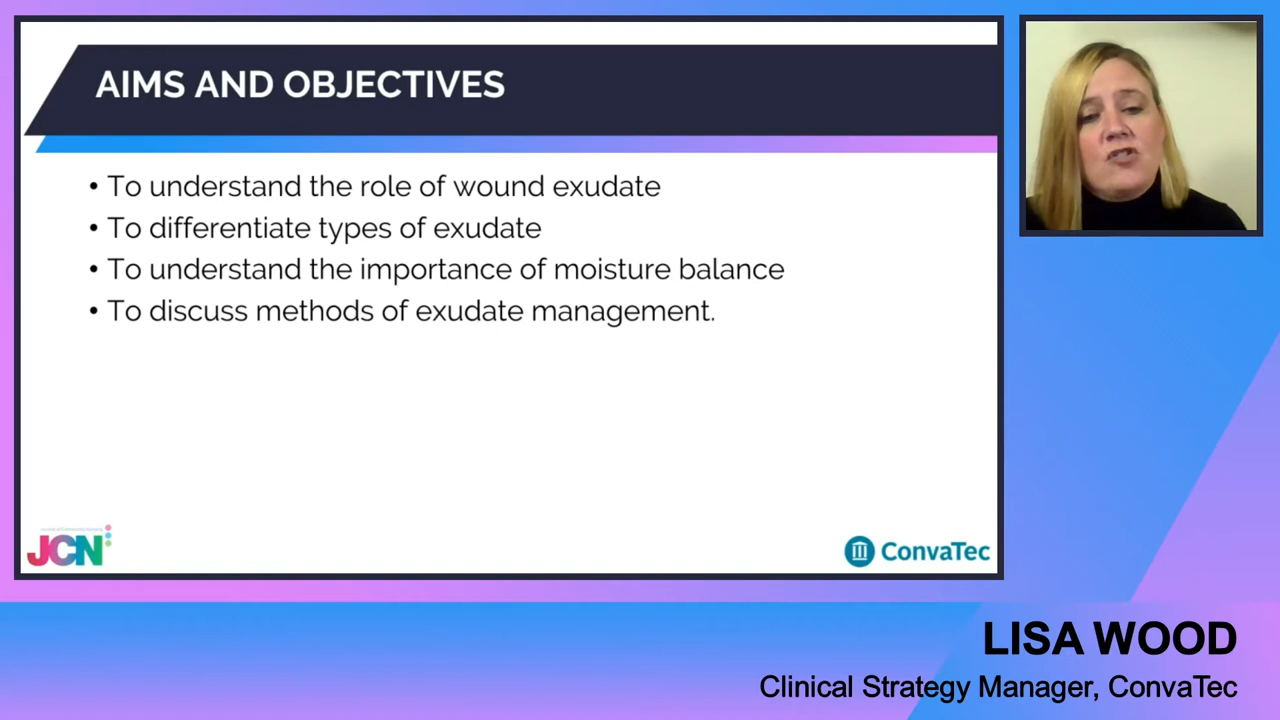 AIMS AND OBJECTIVES
• To understand the role of wound exudate
• To differentiate types of exudate
• To understand the importance of moisture balance
• To discuss methods of exudate management.
JCN
ConvaTec
LISA WOOD
Clinical Strategy Manager, ConvaTec